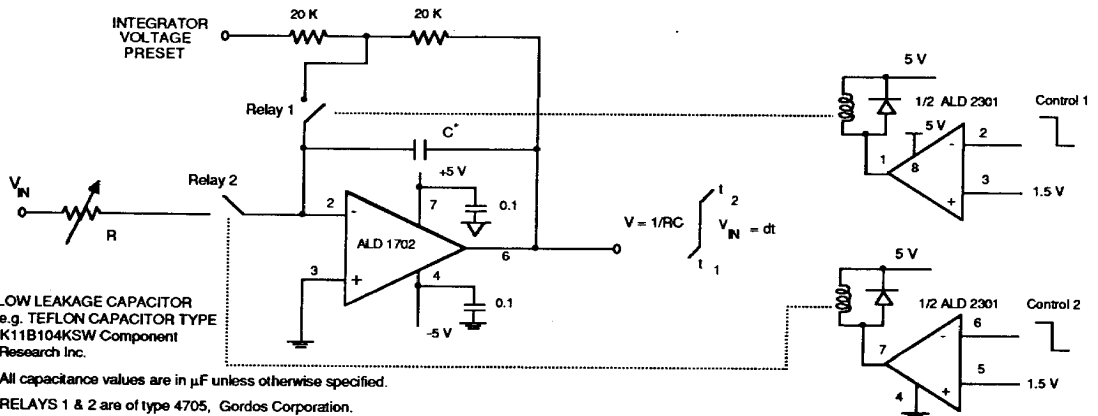 20 K
20 K
INTEGRATOR
VOLTAGE
PRESET
5 V
Relay 1
1/2 ALD 2301
Control 1
C*
5 V
2
-
1
8
3
+
1.5 V
VIN
Relay 2
+5 V
R
2
-
7
0.1
ALD 1702
6
3
+
4
0.1
-5 V
V = 1/RC
t 2
VIN = dt
t 1
5 V
1/2 ALD 2301
Control 2
6
-
7
5
+
1.5 V
4
LOW LEAKAGE CAPACITOR
e.g. TEFLON CAPACITOR TYPE
K11B104KSW Component
Research Inc.
All capacitance values are in µF unless otherwise specified.
RELAYS 1 & 2 are of type 4705, Gordos Corporation.